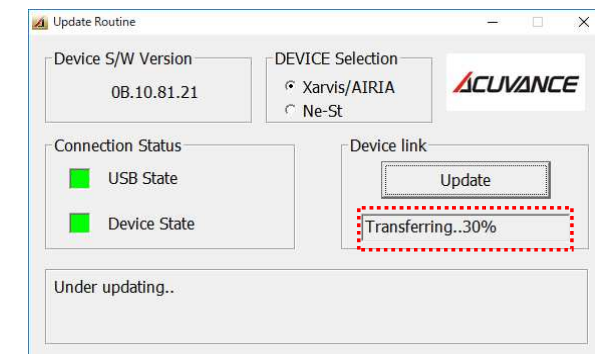 Update Routine
Device S/W Version
0B.10.81.21
DEVICE Selection
Xarvis/AIRIA
Ne-St
ACUVANCE
Connection Status
USB State
Device State
Device link
Update
Transferring..30%
Under updating..